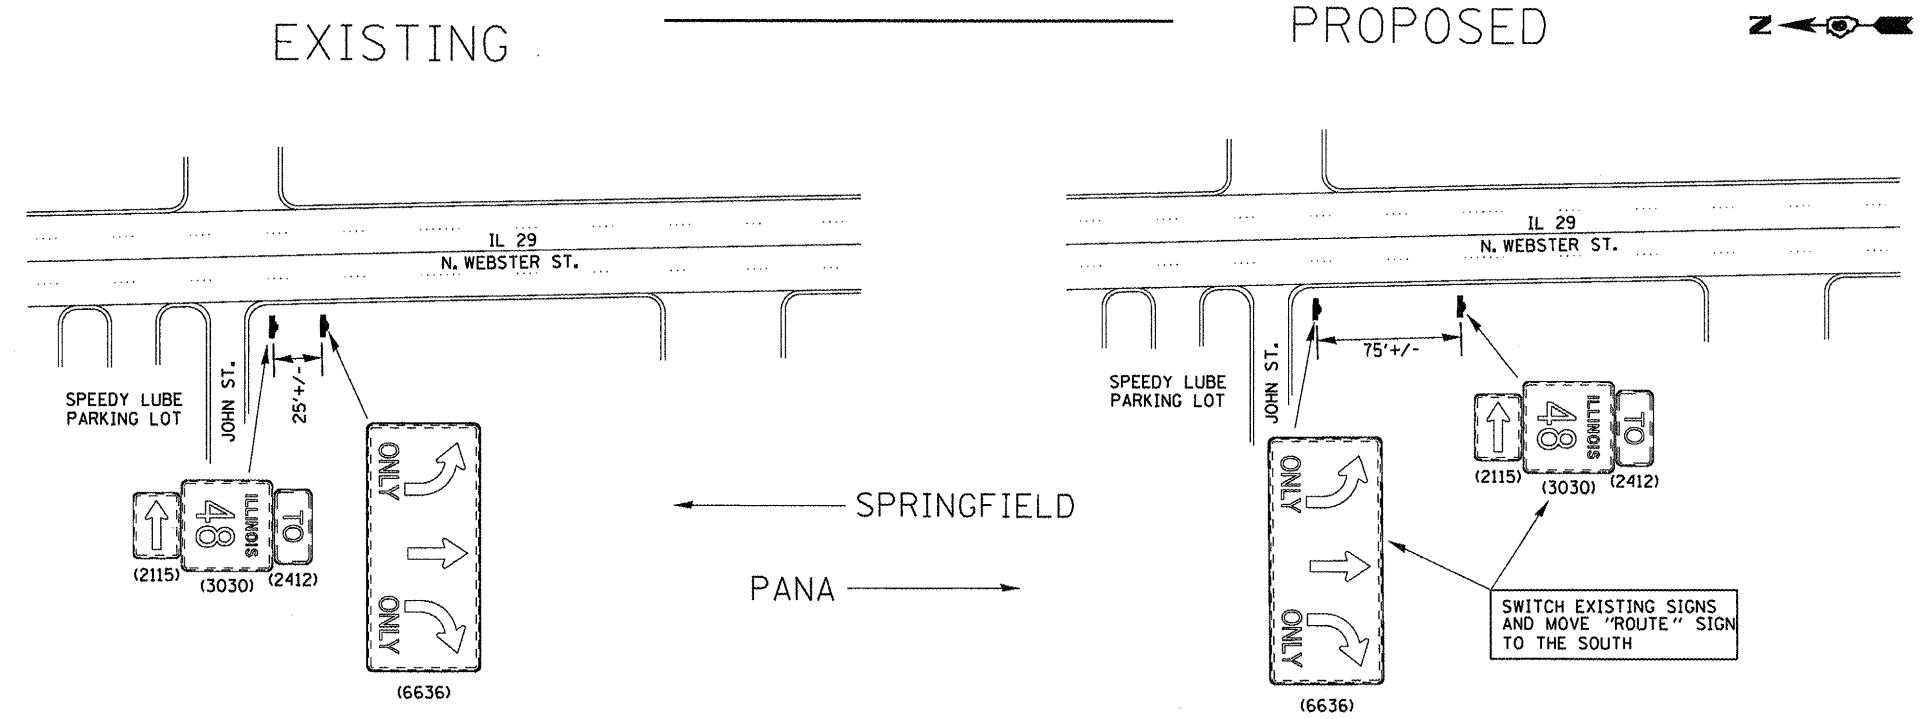 EXISTING
PROPOSED
N
IL 29
N. WEBSTER ST.
SPEEDY LUBE
PARKING LOT
JOHN ST.
25'+/-
ILLINOIS
48
TO
(2115)
(3030)
(2412)
ONLY
ONLY
(6636)
SPRINGFIELD
PANA
IL 29
N. WEBSTER ST.
SPEEDY LUBE
PARKING LOT
JOHN ST.
75'+/-
ILLINOIS
48
TO
(2115)
(3030)
(2412)
ONLY
ONLY
(6636)
SWITCH EXISTING SIGNS
AND MOVE "ROUTE" SIGN
TO THE SOUTH